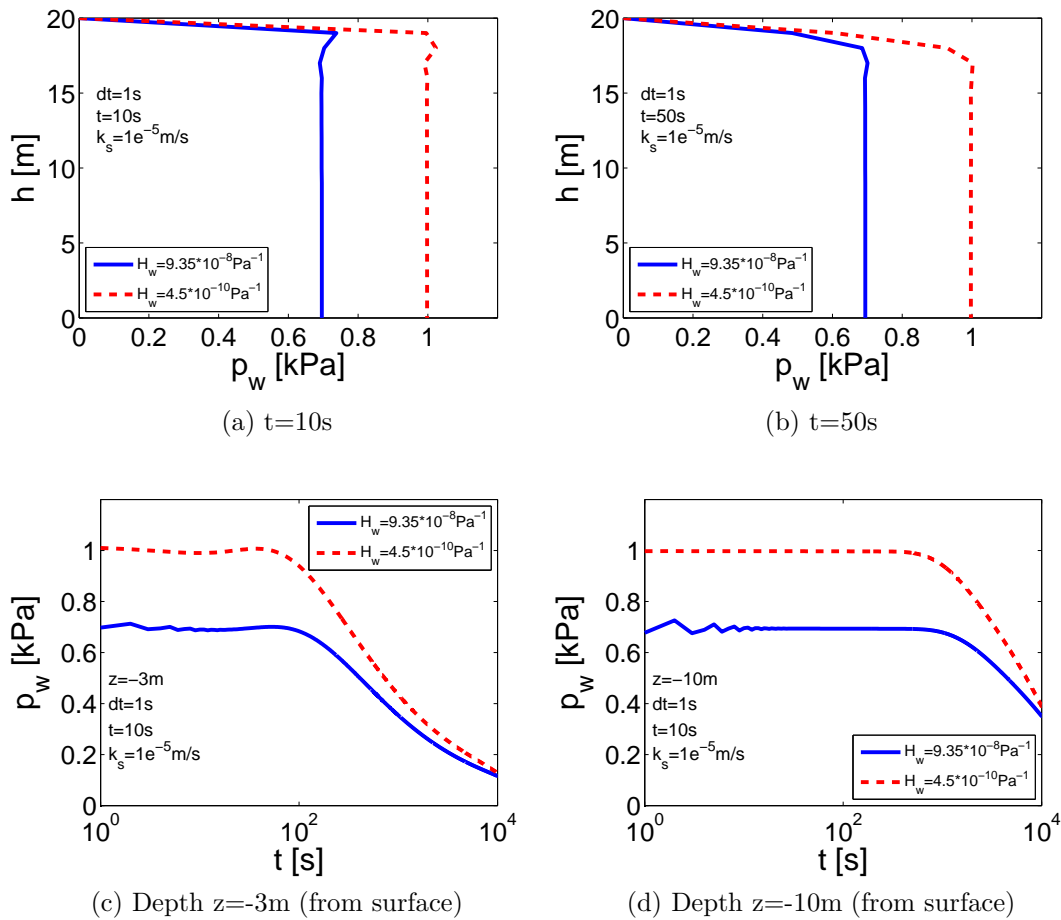 20
15
10
5
0
h [m]
dt=1s
t=10s
k_s=1e^-5m/s
H_w=9.35*10^-8Pa^-1
H_w=4.5*10^-10Pa^-1
0 0.2 0.4 0.6 0.8 1
p_w [kPa]
(a) t=10s
20
15
10
5
0
h [m]
dt=1s
t=50s
k_s=1e^-5m/s
H_w=9.35*10^-8Pa^-1
H_w=4.5*10^-10Pa^-1
0 0.2 0.4 0.6 0.8 1
p_w [kPa]
(b) t=50s
1
0.8
0.6
0.4
0.2
0
p_w [kPa]
H_w=9.35*10^-8Pa^-1
H_w=4.5*10^-10Pa^-1
z=−3m
dt=1s
t=10s
k_s=1e^-5m/s
10^0 10^2 10^4
t [s]
(c) Depth z=-3m (from surface)
1
0.8
0.6
0.4
0.2
0
p_w [kPa]
z=−10m
dt=1s
t=10s
k_s=1e^-5m/s
H_w=9.35*10^-8Pa^-1
H_w=4.5*10^-10Pa^-1
10^0 10^2 10^4
t [s]
(d) Depth z=-10m (from surface)